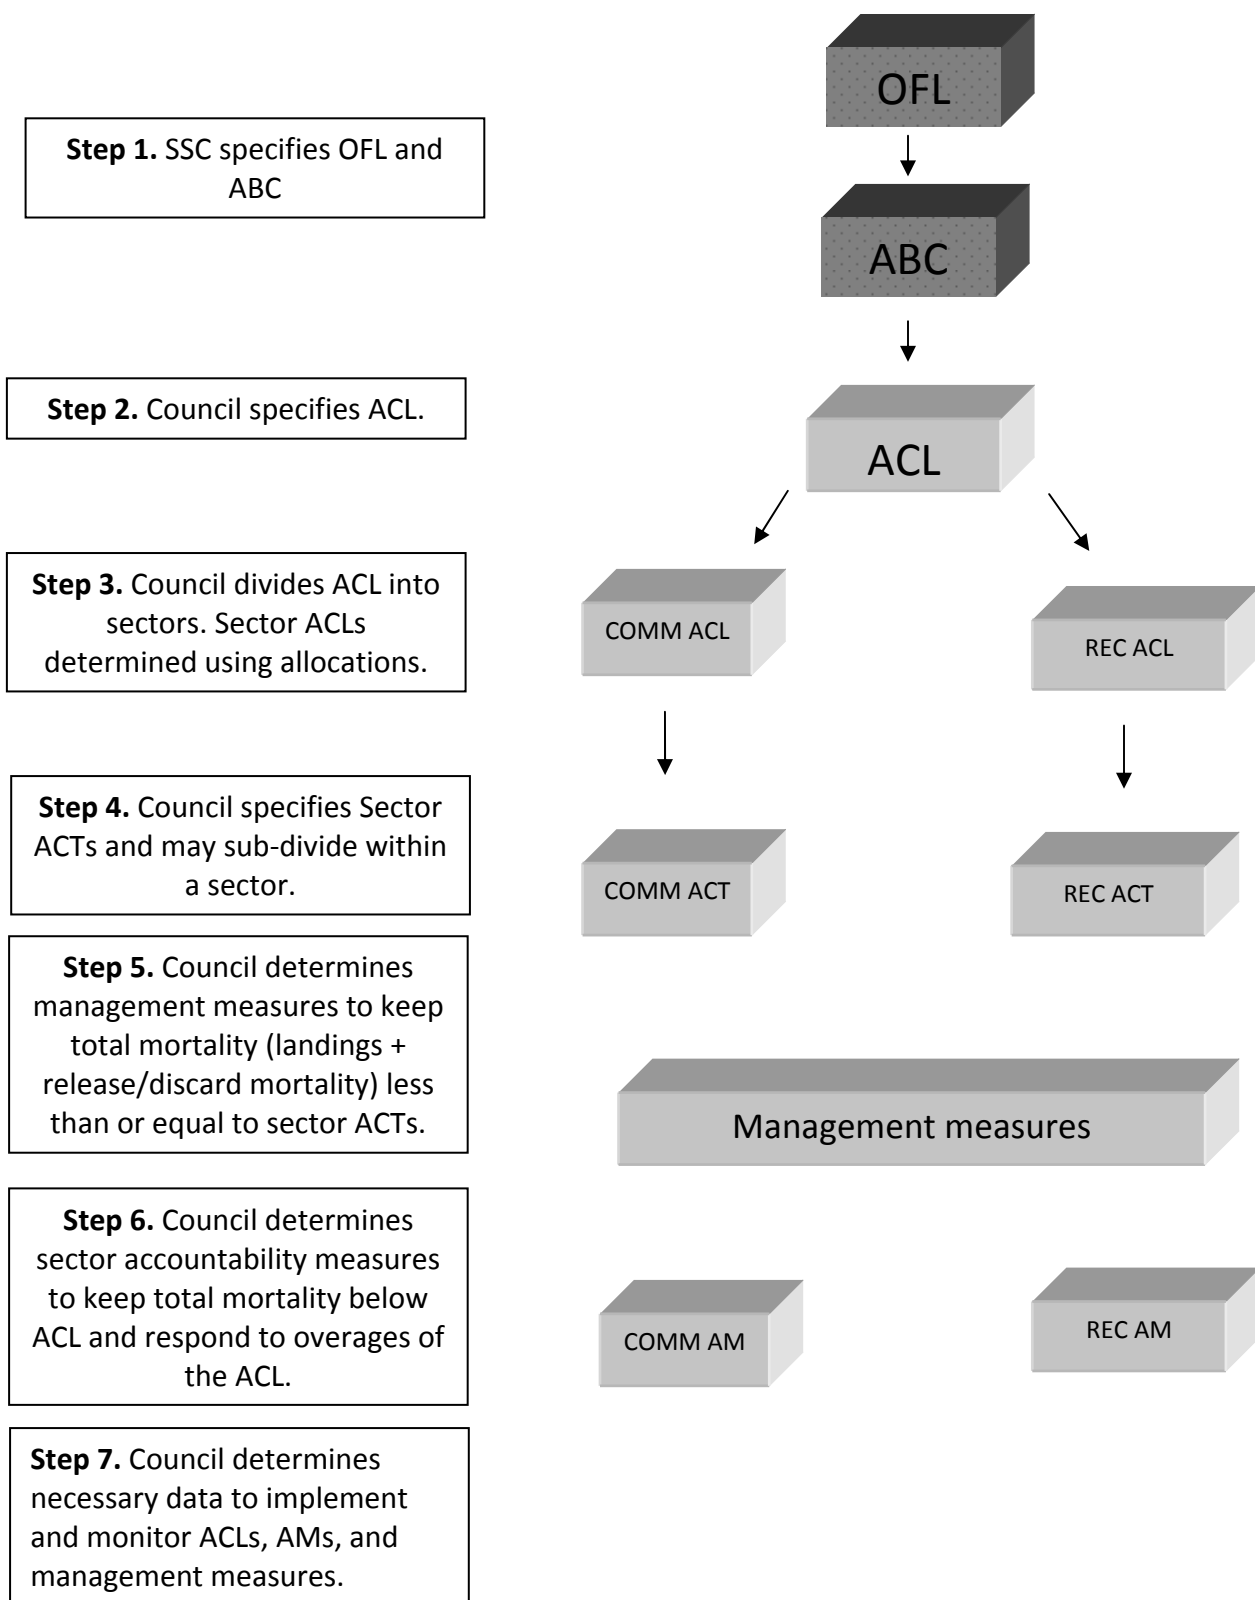 OFL
Step 1. SSC specifies OFL and
ABC
ABC
Step 2. Council specifies ACL.
ACL
Step 3. Council divides ACL into
sectors. Sector ACLs
determined using allocations.
COMM ACL
REC ACL
Step 4. Council specifies Sector
ACTs and may sub-divide within
a sector.
COMM ACT
REC ACT
Step 5. Council determines
management measures to keep
total mortality (landings +
release/discard mortality) less
than or equal to sector ACTs.
Management measures
Step 6. Council determines
sector accountability measures
to keep total mortality below
ACL and respond to overages of
the ACL.
COMM AM
REC AM
Step 7. Council determines
necessary data to implement
and monitor ACLs, AMs, and
management measures.